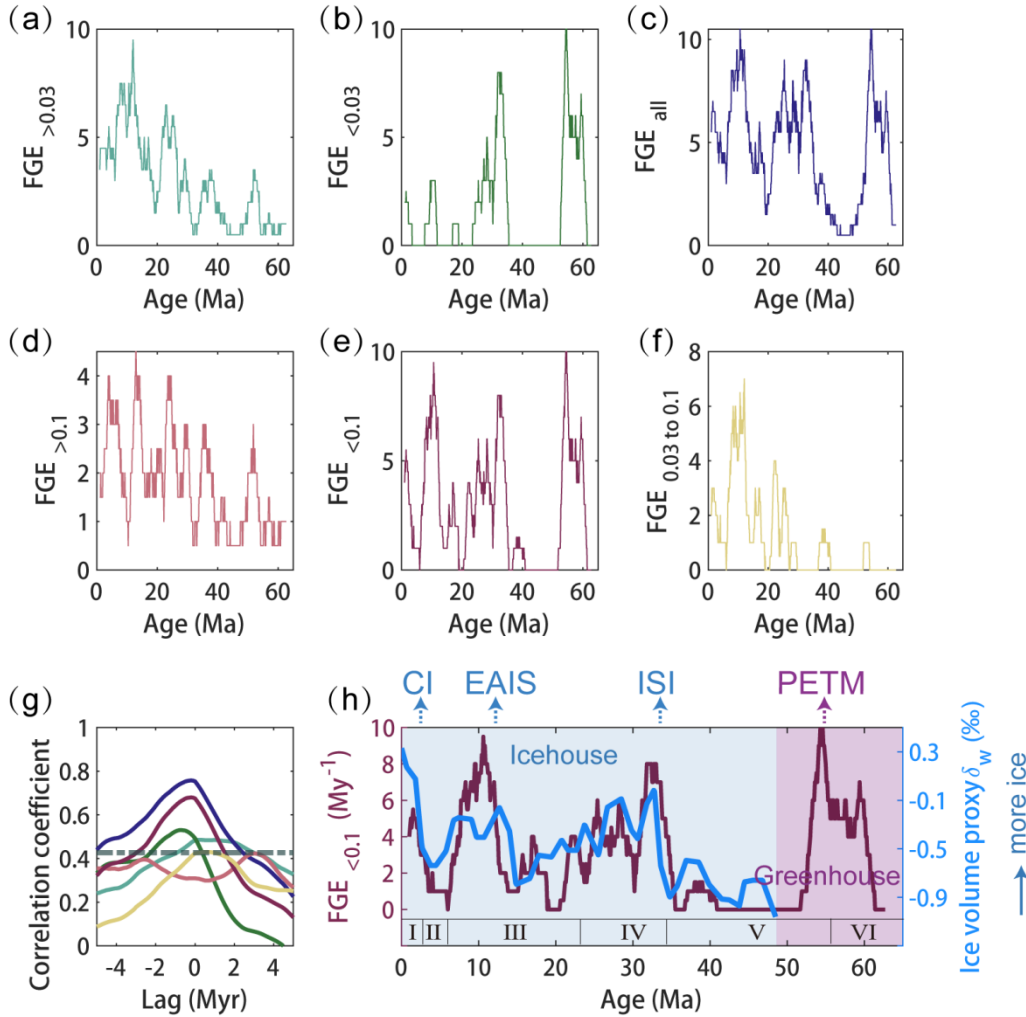 (a)
FGE >0.03
10
5
0
0 20 40 60
Age (Ma)
(b)
FGE <0.03
10
5
0
0 20 40 60
Age (Ma)
(c)
FGE all
10
5
0
0 20 40 60
Age (Ma)
(d)
FGE >0.1
4
3
2
1
0
0 20 40 60
Age (Ma)
(e)
FGE <0.1
10
5
0
0 20 40 60
Age (Ma)
(f)
FGE 0.03 to 0.1
8
6
4
2
0
0 20 40 60
Age (Ma)
(g)
Correlation coefficient
1
0.8
0.6
0.4
0.2
0
-4 -2 0 2 4
Lag (Myr)
(h)
CI EAIS ISI PETM
FGE <0.1 (My⁻¹)
10
8
6
4
2
0
Icehouse
Greenhouse
I II III IV V VI
0 10 20 30 40 50 60
Age (Ma)
0.3
-0.1
-0.5
-0.9
Ice volume proxy δw (‰)
more ice